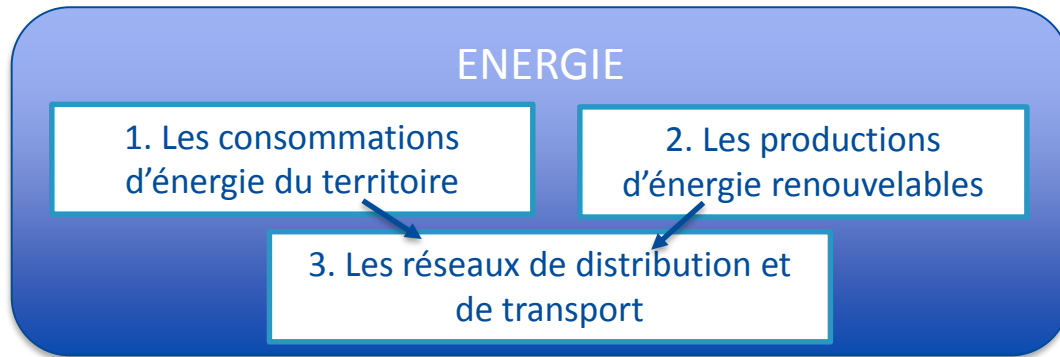 ENERGIE
1. Les consommations
d’énergie du territoire
2. Les productions
d’énergie renouvelables
3. Les réseaux de distribution et
de transport